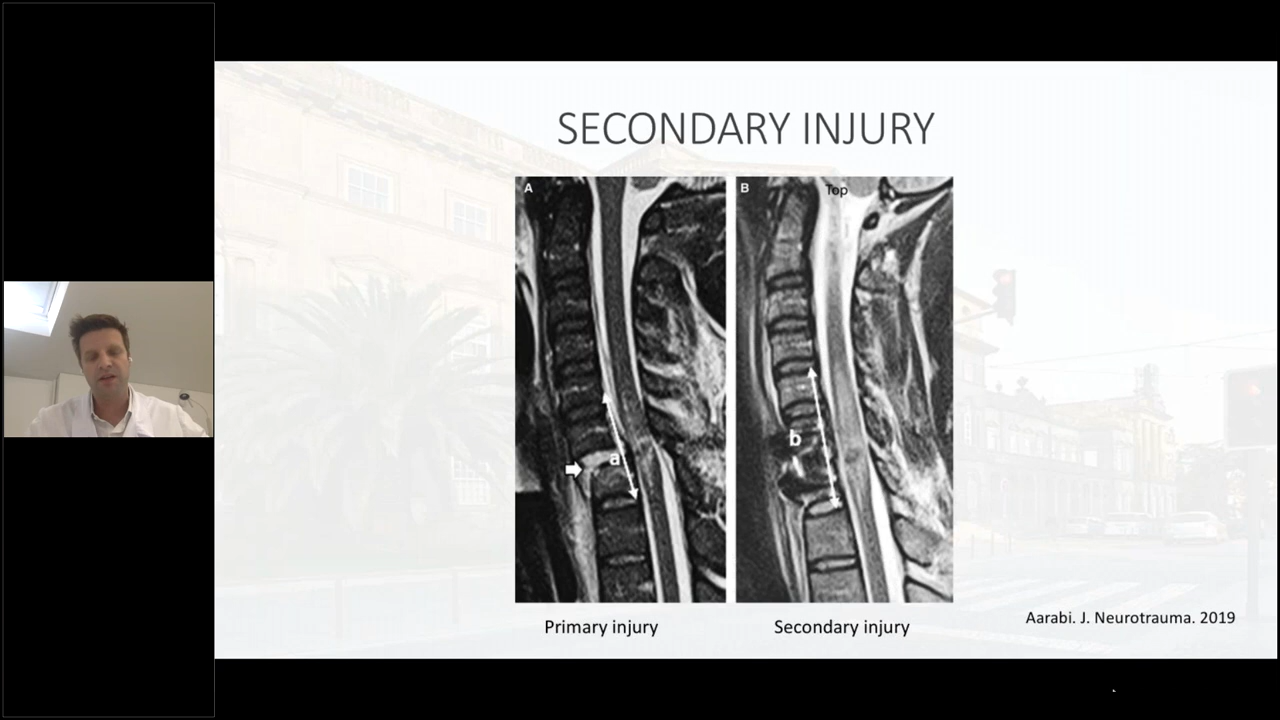 SECONDARY INJURY
A
B
Top
a
b
Primary injury
Secondary injury
Aarabi. J. Neurotrauma. 2019